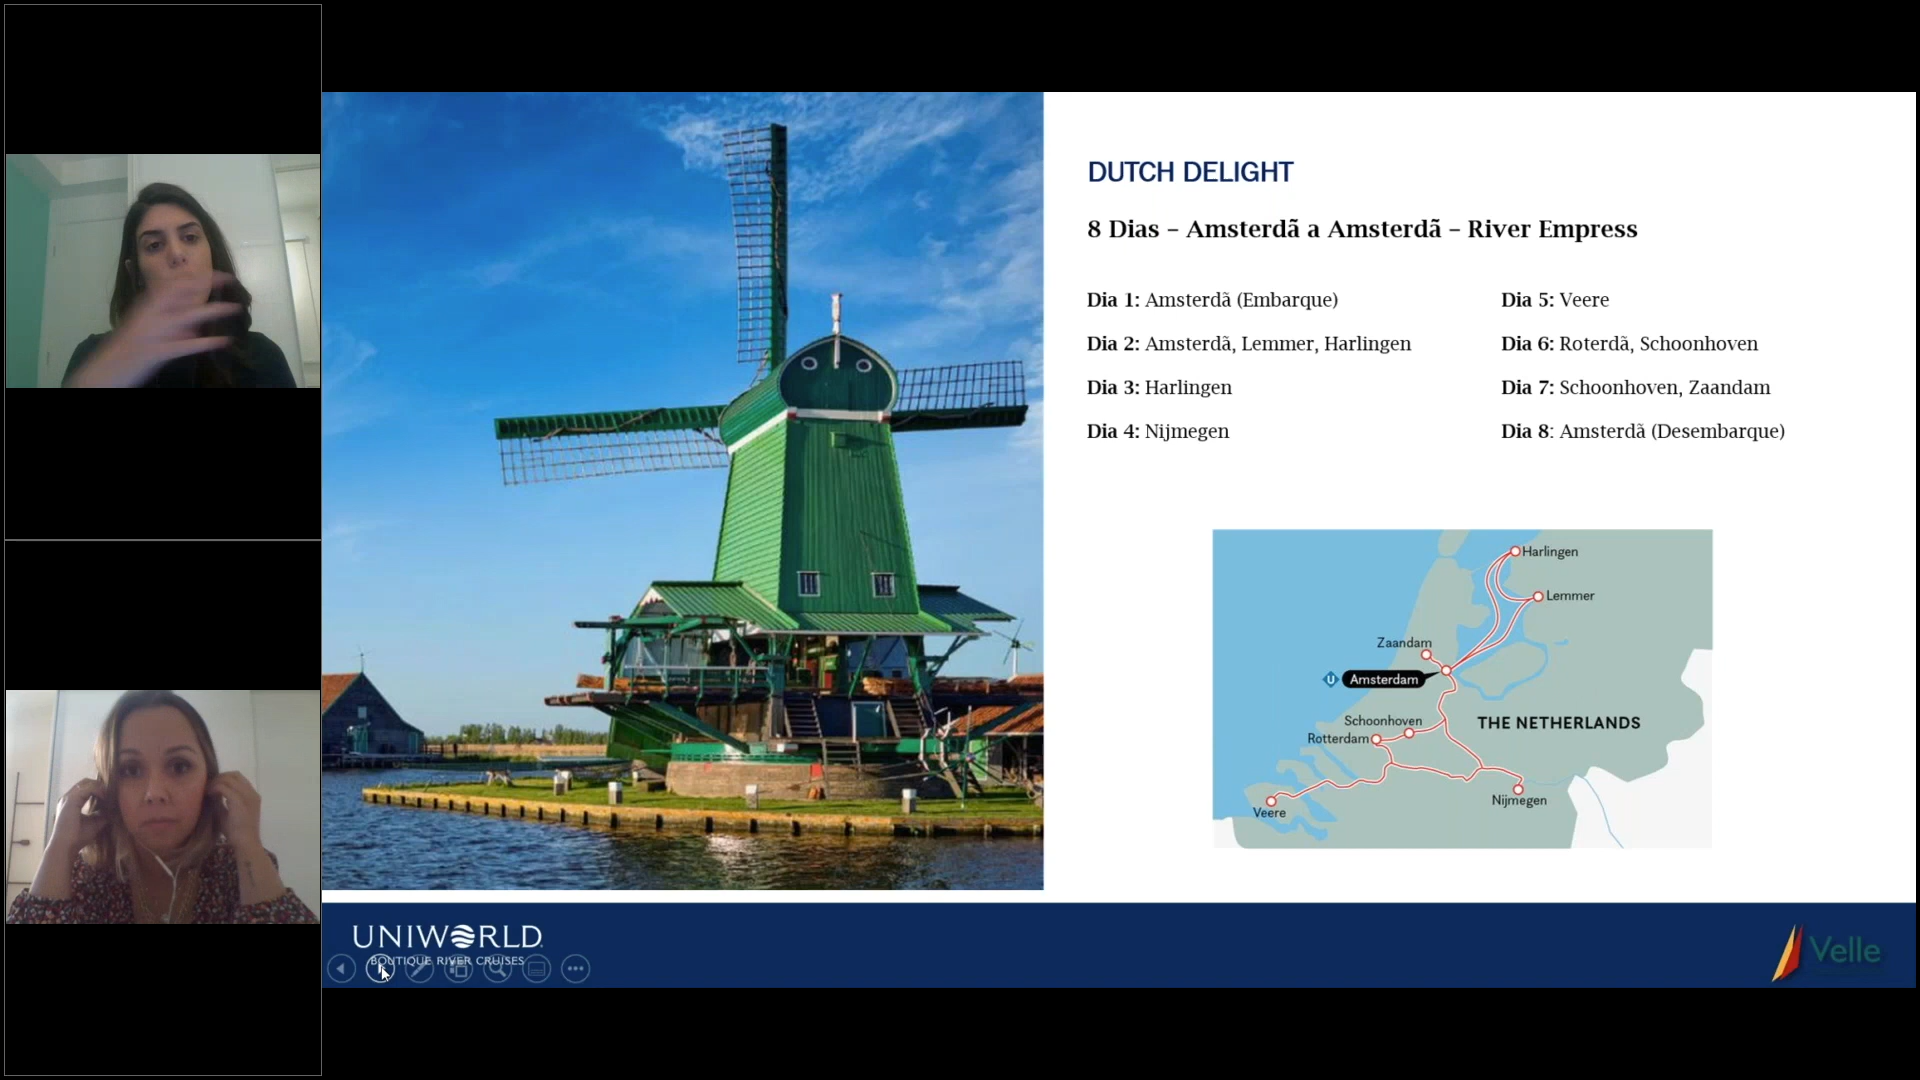 DUTCH DELIGHT
8 Dias – Amsterdã a Amsterdã – River Empress
Dia 1: Amsterdã (Embarque)
Dia 2: Amsterdã, Lemmer, Harlingen
Dia 3: Harlingen
Dia 4: Nijmegen
Dia 5: Veere
Dia 6: Roterdã, Schoonhoven
Dia 7: Schoonhoven, Zaandam
Dia 8: Amsterdã (Desembarque)
Harlingen
Lemmer
Zaandam
U Amsterdam
Schoonhoven
THE NETHERLANDS
Rotterdam
Nijmegen
Veere
UNIWORLD
BOUTIQUE RIVER CRUISES
Velle